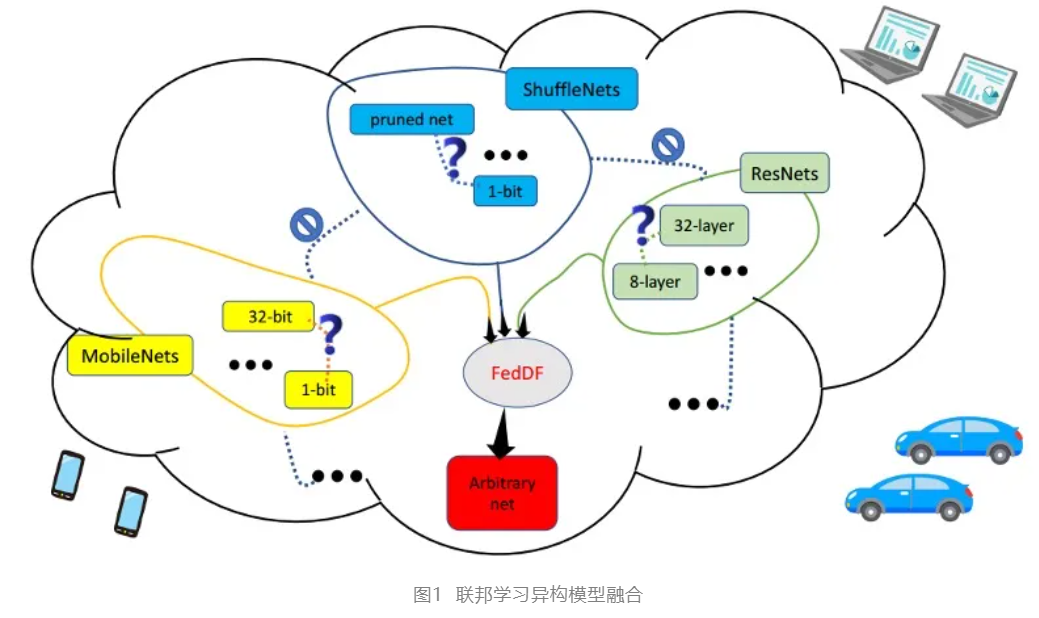 ShuffleNets
pruned net
?
1-bit
ResNets
?
32-layer
8-layer
32-bit
?
MobileNets
1-bit
FedDF
Arbitrary
net
图1 联邦学习异构模型融合